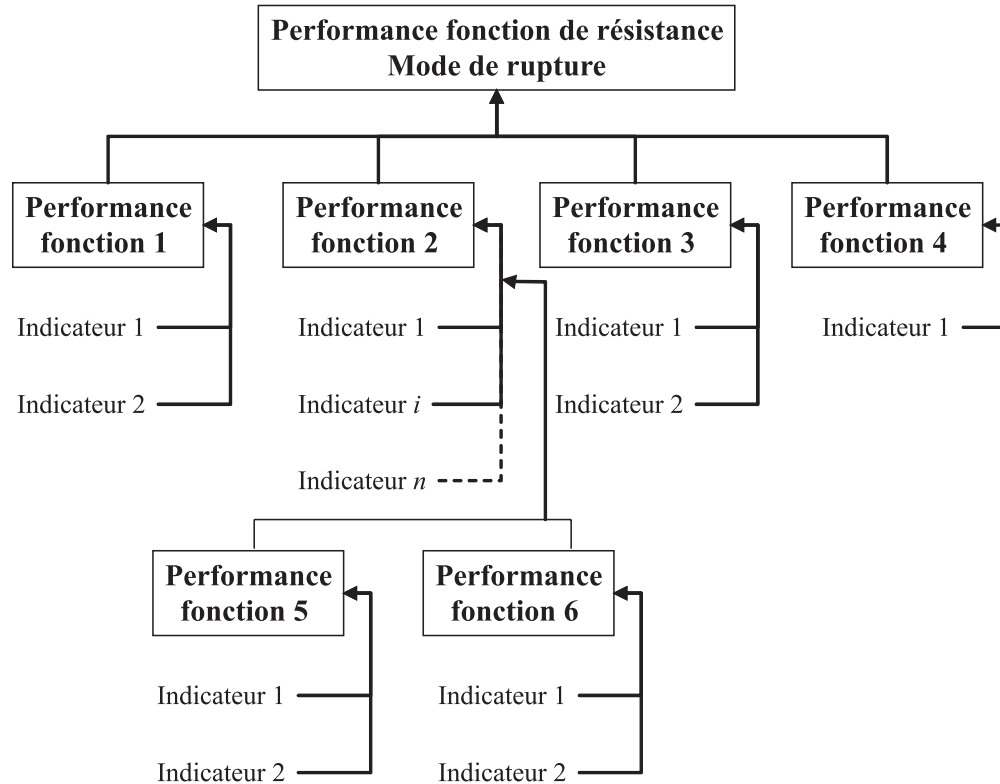 Performance fonction de résistance
Mode de rupture
Performance
fonction 1
Performance
fonction 2
Performance
fonction 3
Performance
fonction 4
Indicateur 1
Indicateur 1
Indicateur 1
Indicateur 1
Indicateur 2
Indicateur i
Indicateur 2
Indicateur n
Performance
fonction 5
Performance
fonction 6
Indicateur 1
Indicateur 1
Indicateur 2
Indicateur 2